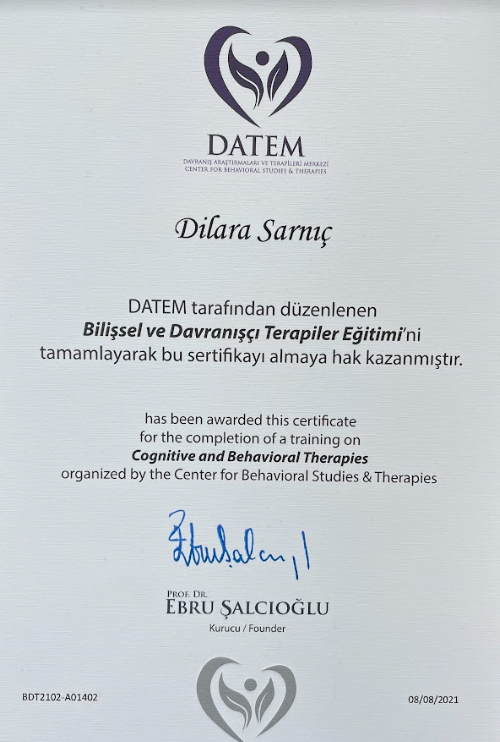 DATEM
DAVRANIŞ ARAŞTIRMALARI VE TERAPİLERİ MERKEZİ
CENTER FOR BEHAVIORAL STUDIES & THERAPIES
Dilara Sarnıç
DATEM tarafından düzenlenen
Bilişsel ve Davranışçı Terapiler Eğitimi'ni
tamamlayarak bu sertifikayı almaya hak kazanmıştır.
has been awarded this certificate
for the completion of a training on
Cognitive and Behavioral Therapies
organized by the Center for Behavioral Studies & Therapies
Ebru Şalcıoğlu
PROF. DR.
EBRU ŞALCIOĞLU
Kurucu / Founder
BDT2102-A01402
08/08/2021